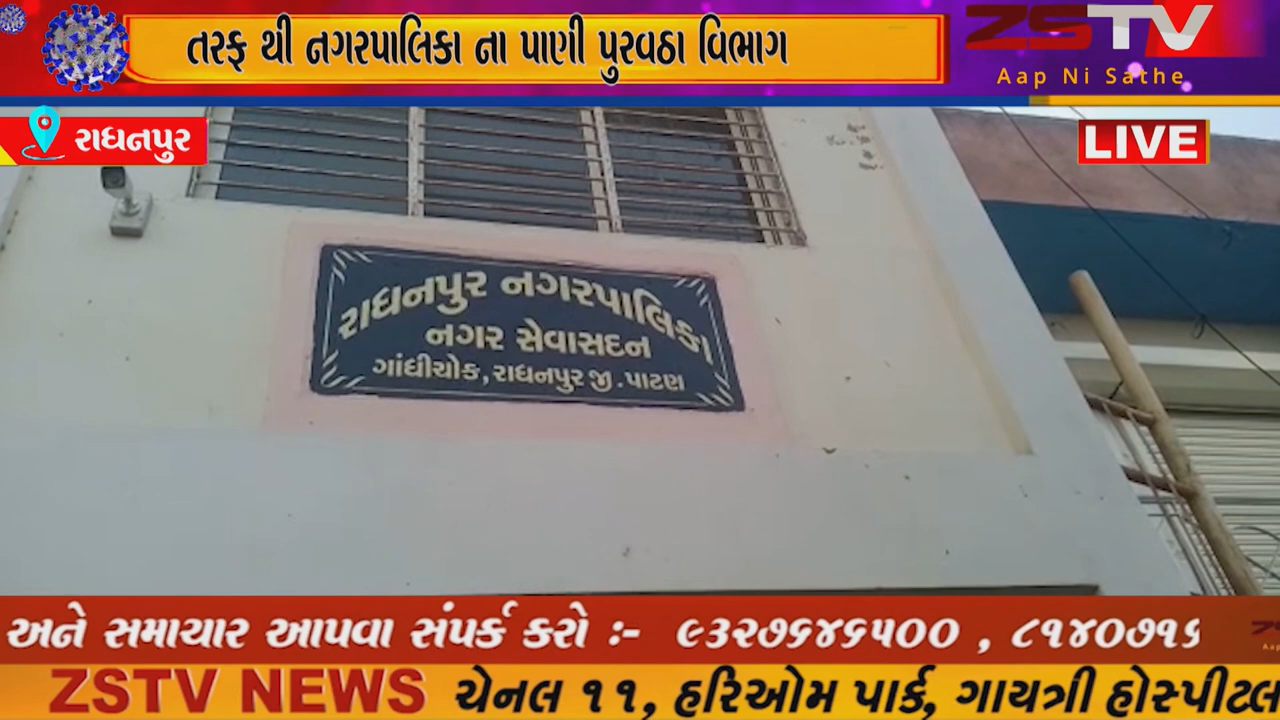 તરફ થી નગરપાલિકા ના પાણી પુરવઠા વિભાગ
ZSTV
Aap Ni Sathe
રાધનપુર
LIVE
રાધનપુર નગરપાલિકા
નગર સેવાસદન
ગાંધીચોક, રાધનપુર જી. પાટણ
અને સમાચાર આપવા સંપર્ક કરો :- ૯૩૨૭૬૪૬૫૦૦ , ૮૧૪૦૭૧૬
ZSTV NEWS ચેનલ ૧૧, હરિઓમ પાર્ક, ગાયત્રી હોસ્પીટલ